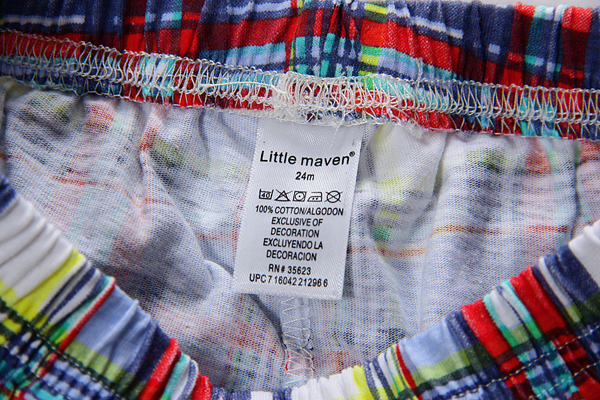 Little maven®
24m
40
100% COTTON/ALGODON
EXCLUSIVE OF
DECORATION
EXCLUYENDO LA
DECORACION
RN# 35623
UPC 7 16042 21296 6